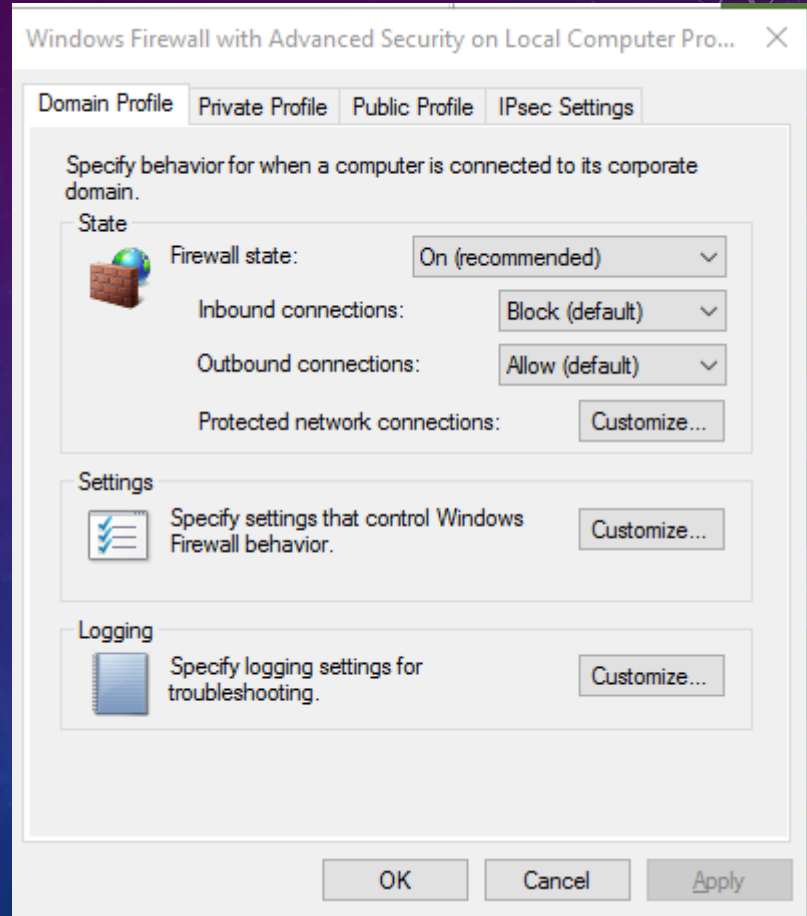 Windows Firewall with Advanced Security on Local Computer Pro...
Domain Profile Private Profile Public Profile IPsec Settings
Specify behavior for when a computer is connected to its corporate
domain.
State
Firewall state: On (recommended)
Inbound connections: Block (default)
Outbound connections: Allow (default)
Protected network connections: Customize...
Settings
Specify settings that control Windows
Firewall behavior.
Customize...
Logging
Specify logging settings for
troubleshooting.
Customize...
OK Cancel Apply